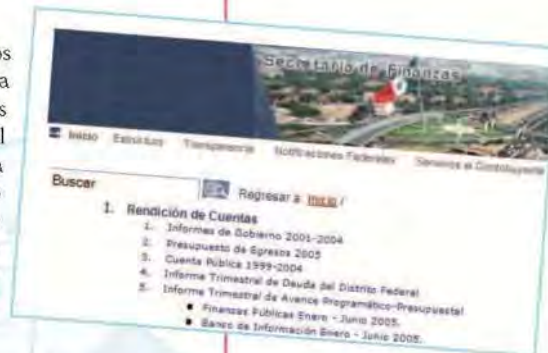 os
a
s
l
a
Secretaría de Finanzas
Inicio Estructura Transparencia Notificaciones Federales Servicios al Contribuyente
Buscar Regresar a Inicio /
1. Rendición de Cuentas
1. Informes de Gobierno 2001-2004
2. Presupuesto de Egresos 2005
3. Cuenta Pública 1999-2004
4. Informe Trimestral de Deuda del Distrito Federal
5. Informe Trimestral de Avance Programático-Presupuestal
• Finanzas Públicas Enero - Junio 2005.
• Banco de Información Enero - Junio 2005.